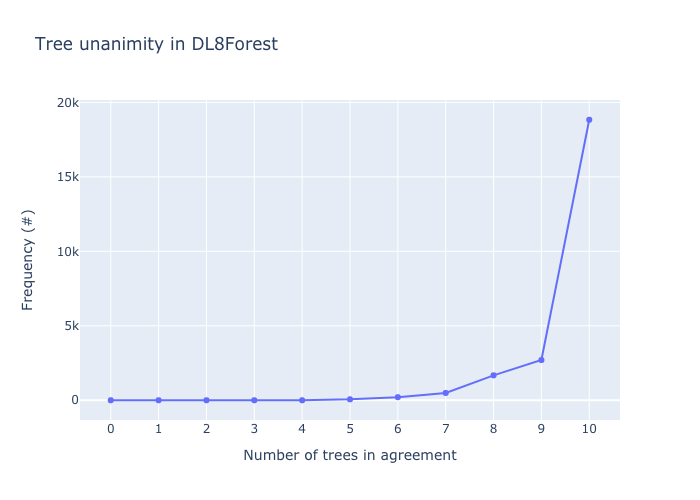 Tree unanimity in DL8Forest
20k
15k
10k
5k
0
Frequency (#)
0 1 2 3 4 5 6 7 8 9 10
Number of trees in agreement